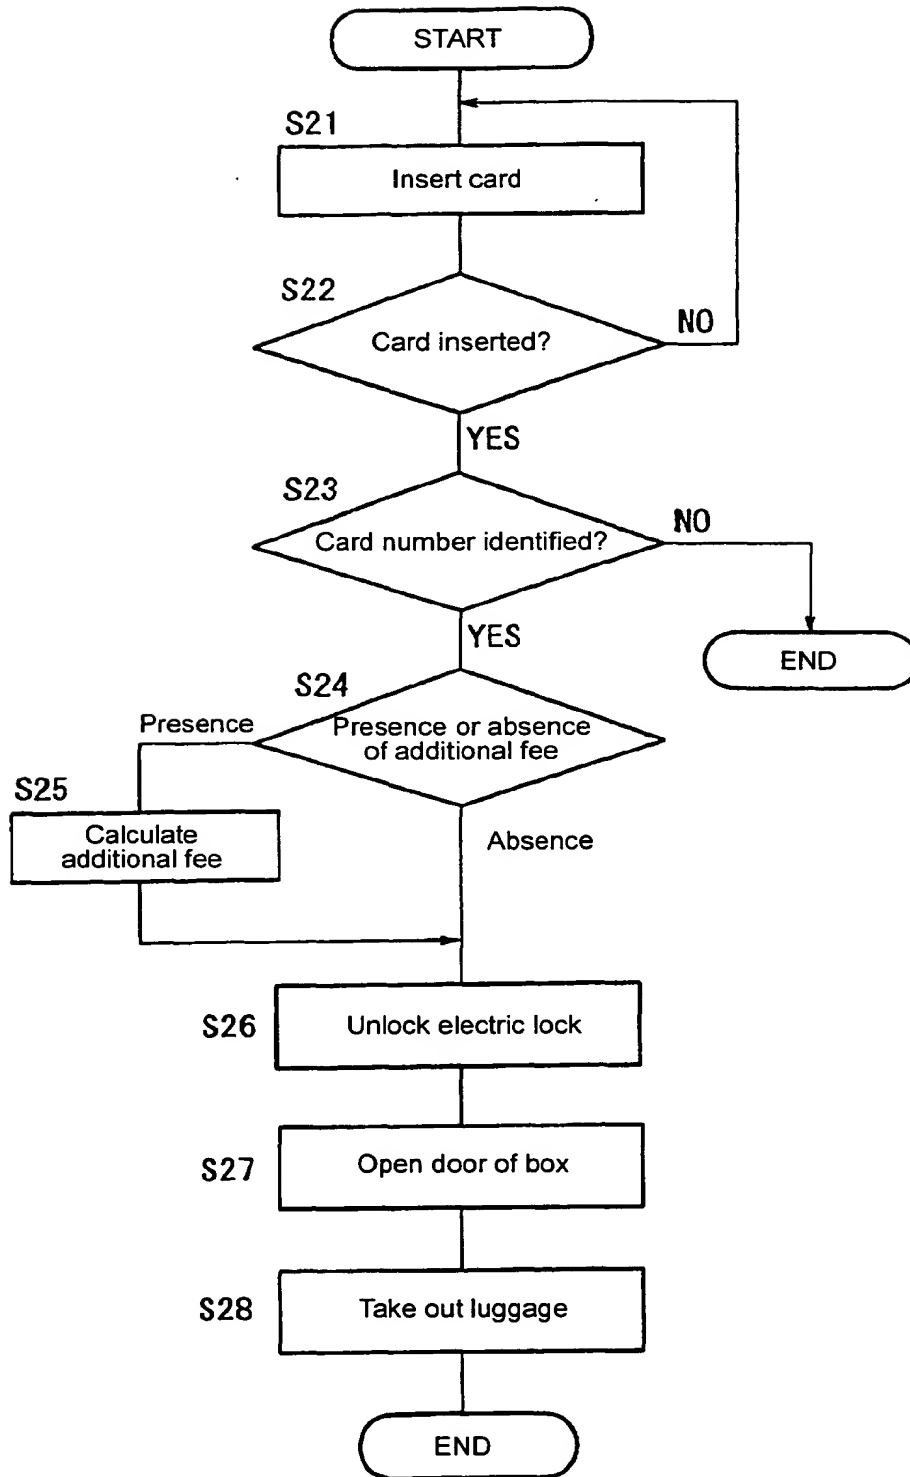 START
S21
Insert card
S22
Card inserted?
NO
YES
S23
Card number identified?
NO
YES
END
S24
Presence or absence
of additional fee
Presence
S25
Calculate
additional fee
Absence
S26
Unlock electric lock
S27
Open door of box
S28
Take out luggage
END